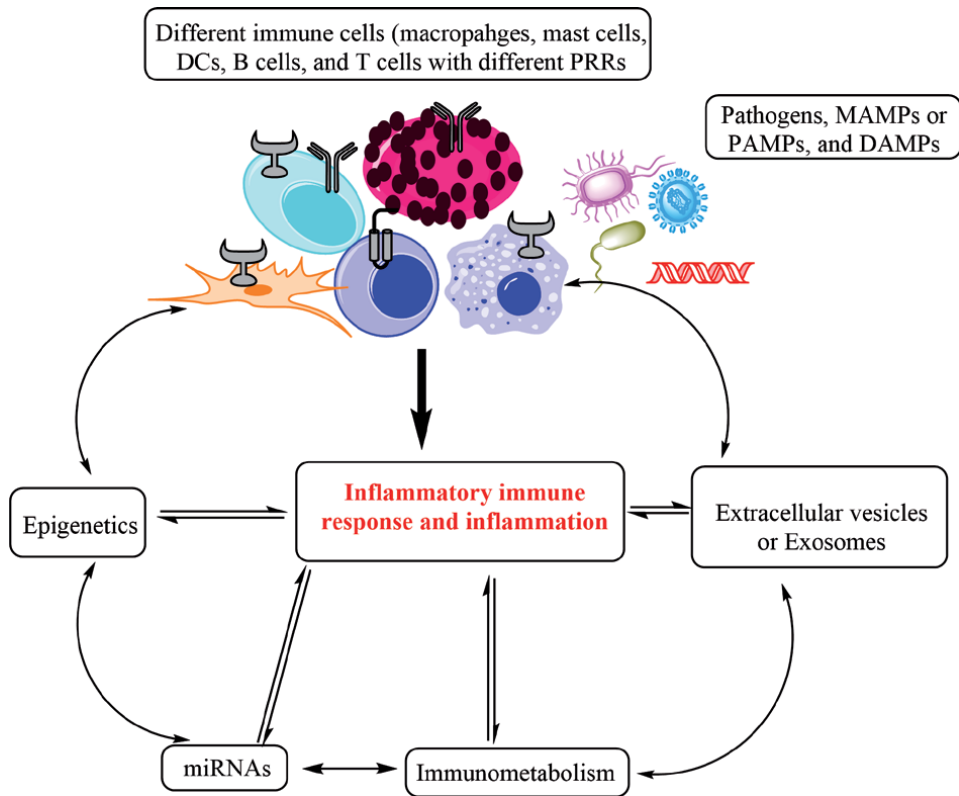 Different immune cells (macropahges, mast cells,
DCs, B cells, and T cells with different PRRs
Pathogens, MAMPs or
PAMPs, and DAMPs
Inflammatory immune
response and inflammation
Epigenetics
Extracellular vesicles
or Exosomes
miRNAs
Immunometabolism